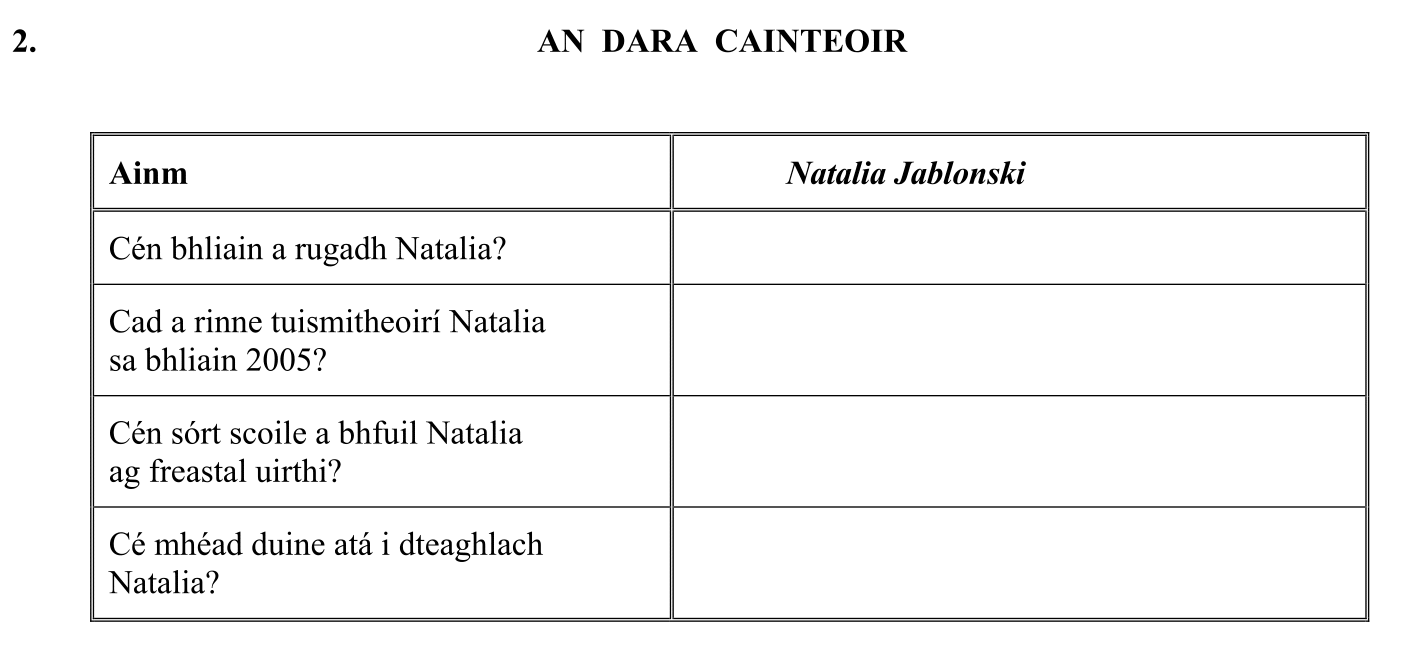 2. AN DARA CAINTEOIR
Ainm Natalia Jablonski
Cén bhliain a rugadh Natalia?
Cad a rinne tuismitheoirí Natalia
sa bhliain 2005?
Cén sórt scoile a bhfuil Natalia
ag freastal uirthi?
Cé mhéad duine atá i dteaghlach
Natalia?